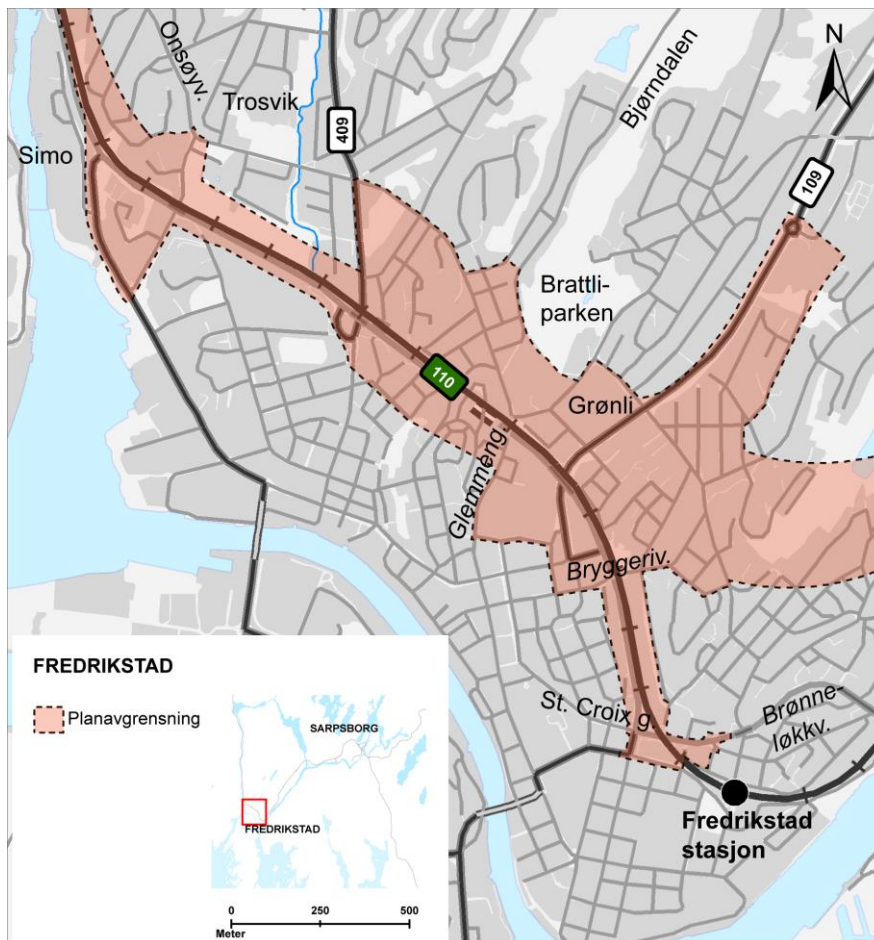 Onsøyv.
Trosvik
409
Bjørndalen
N
Simo
109
Brattli-
parken
110
Grønli
Glemmeng.
Bryggeriv.
St. Croix g.
Brønne-
løkkv.
Fredrikstad
stasjon
FREDRIKSTAD
Planavgrensning
SARPSBORG
FREDRIKSTAD
0 250 500
Meter